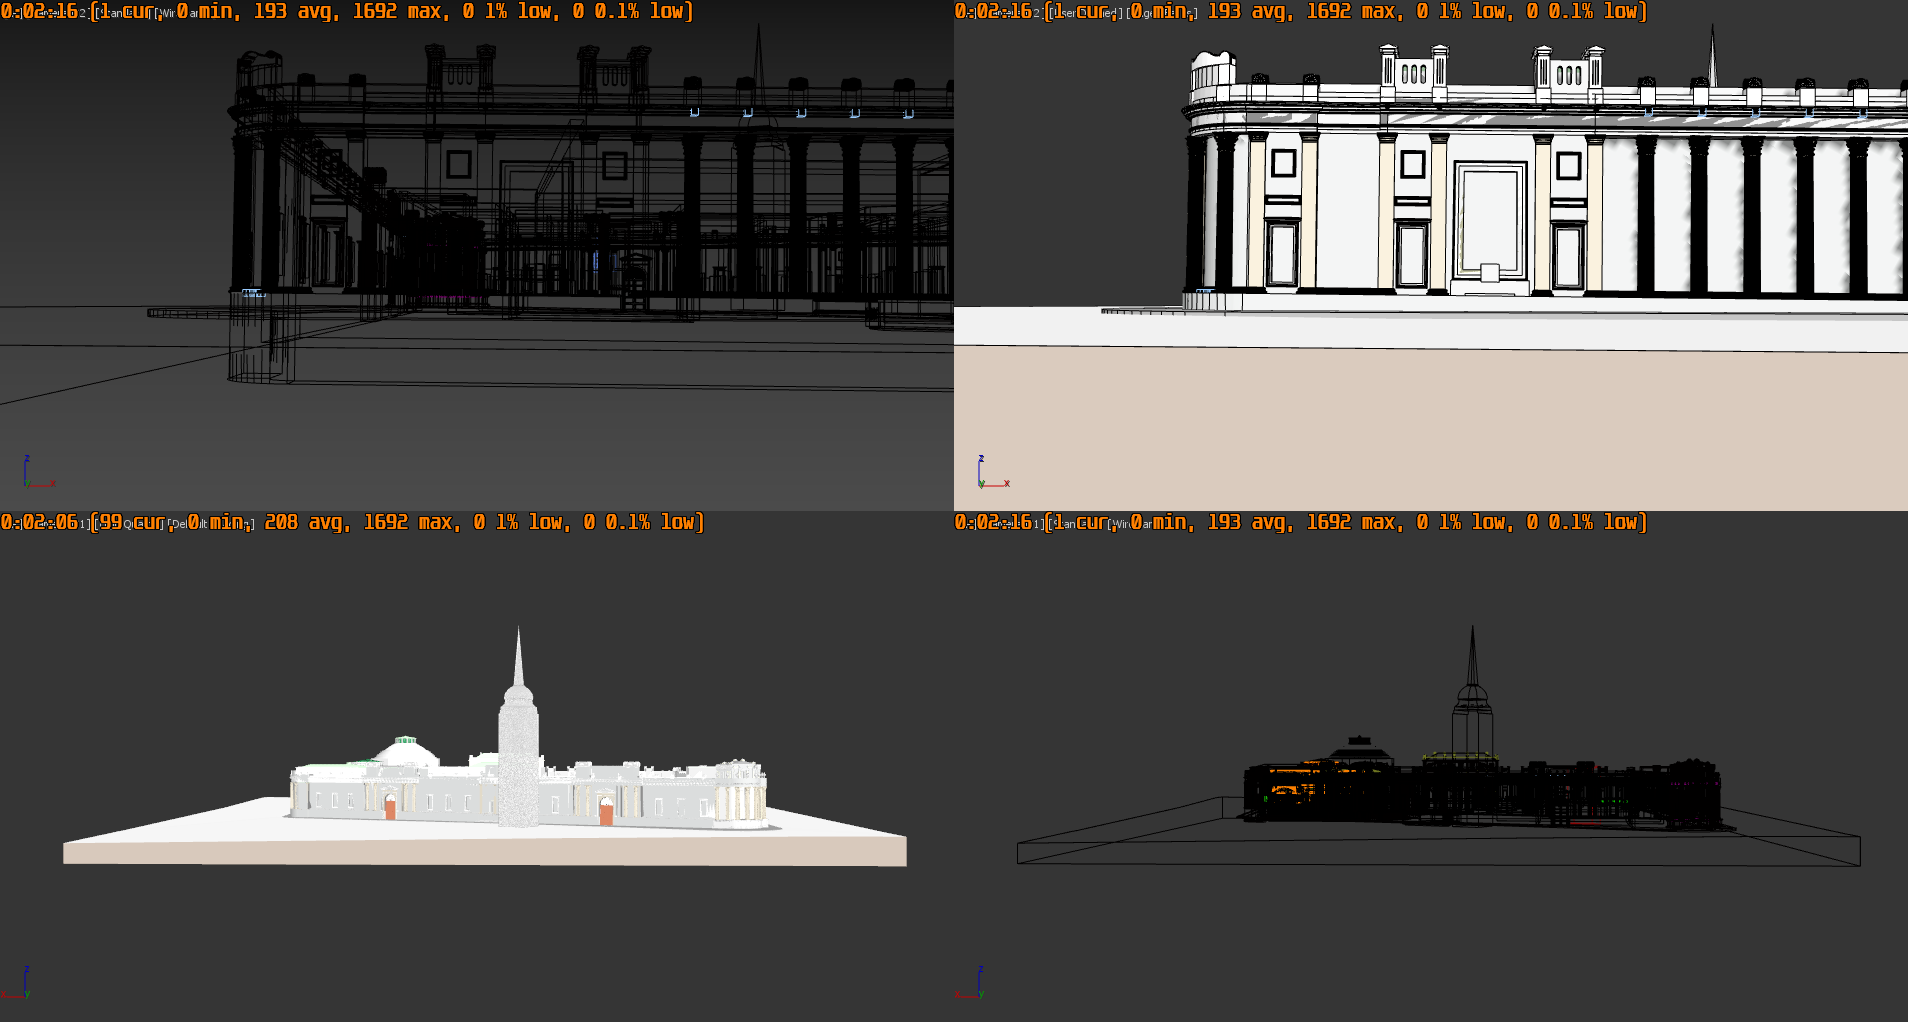 0:02:16 (1 cur, 0 min, 193 avg, 1692 max, 0 1% low, 0 0.1% low)
0:02:16 (1 cur, 0 min, 193 avg, 1692 max, 0 1% low, 0 0.1% low)
z
x
y
z
x
y
0:02:06 (99 cur, 0 min, 208 avg, 1692 max, 0 1% low, 0 0.1% low)
0:02:16 (1 cur, 0 min, 193 avg, 1692 max, 0 1% low, 0 0.1% low)
z
x
y
z
x
y